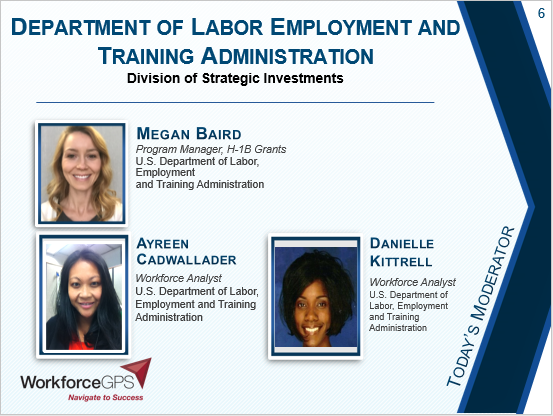 6
DEPARTMENT OF LABOR EMPLOYMENT AND
TRAINING ADMINISTRATION
Division of Strategic Investments
MEGAN BAIRD
Program Manager, H-1B Grants
U.S. Department of Labor,
Employment
and Training Administration
AYREEN
CADWALLADER
Workforce Analyst
U.S. Department of Labor,
Employment and Training
Administration
DANIELLE
KITTRELL
Workforce Analyst
U.S. Department of
Labor, Employment
and Training
Administration
TODAY'S MODERATOR
WorkforceGPS
Navigate to Success